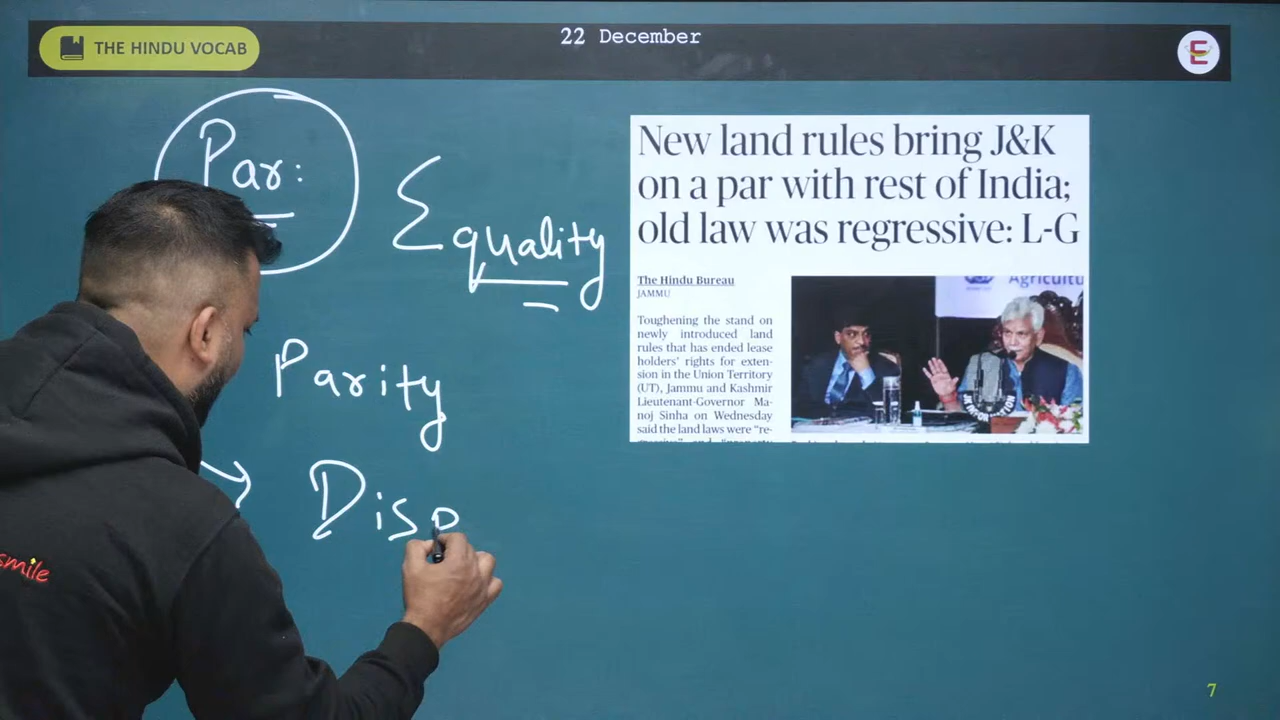 THE HINDU VOCAB
22 December
E
Par:
Equality
Parity
→ Disp
New land rules bring J&K
on a par with rest of India;
old law was regressive: L-G
The Hindu Bureau
JAMMU
Toughening the stand on
newly introduced land
rules that has ended lease
holders' rights for exten-
sion in the Union Territory
(UT), Jammu and Kashmir
Lieutenant-Governor Ma-
noj Sinha on Wednesday
said the land laws were "re-
Agricultu
smile
7